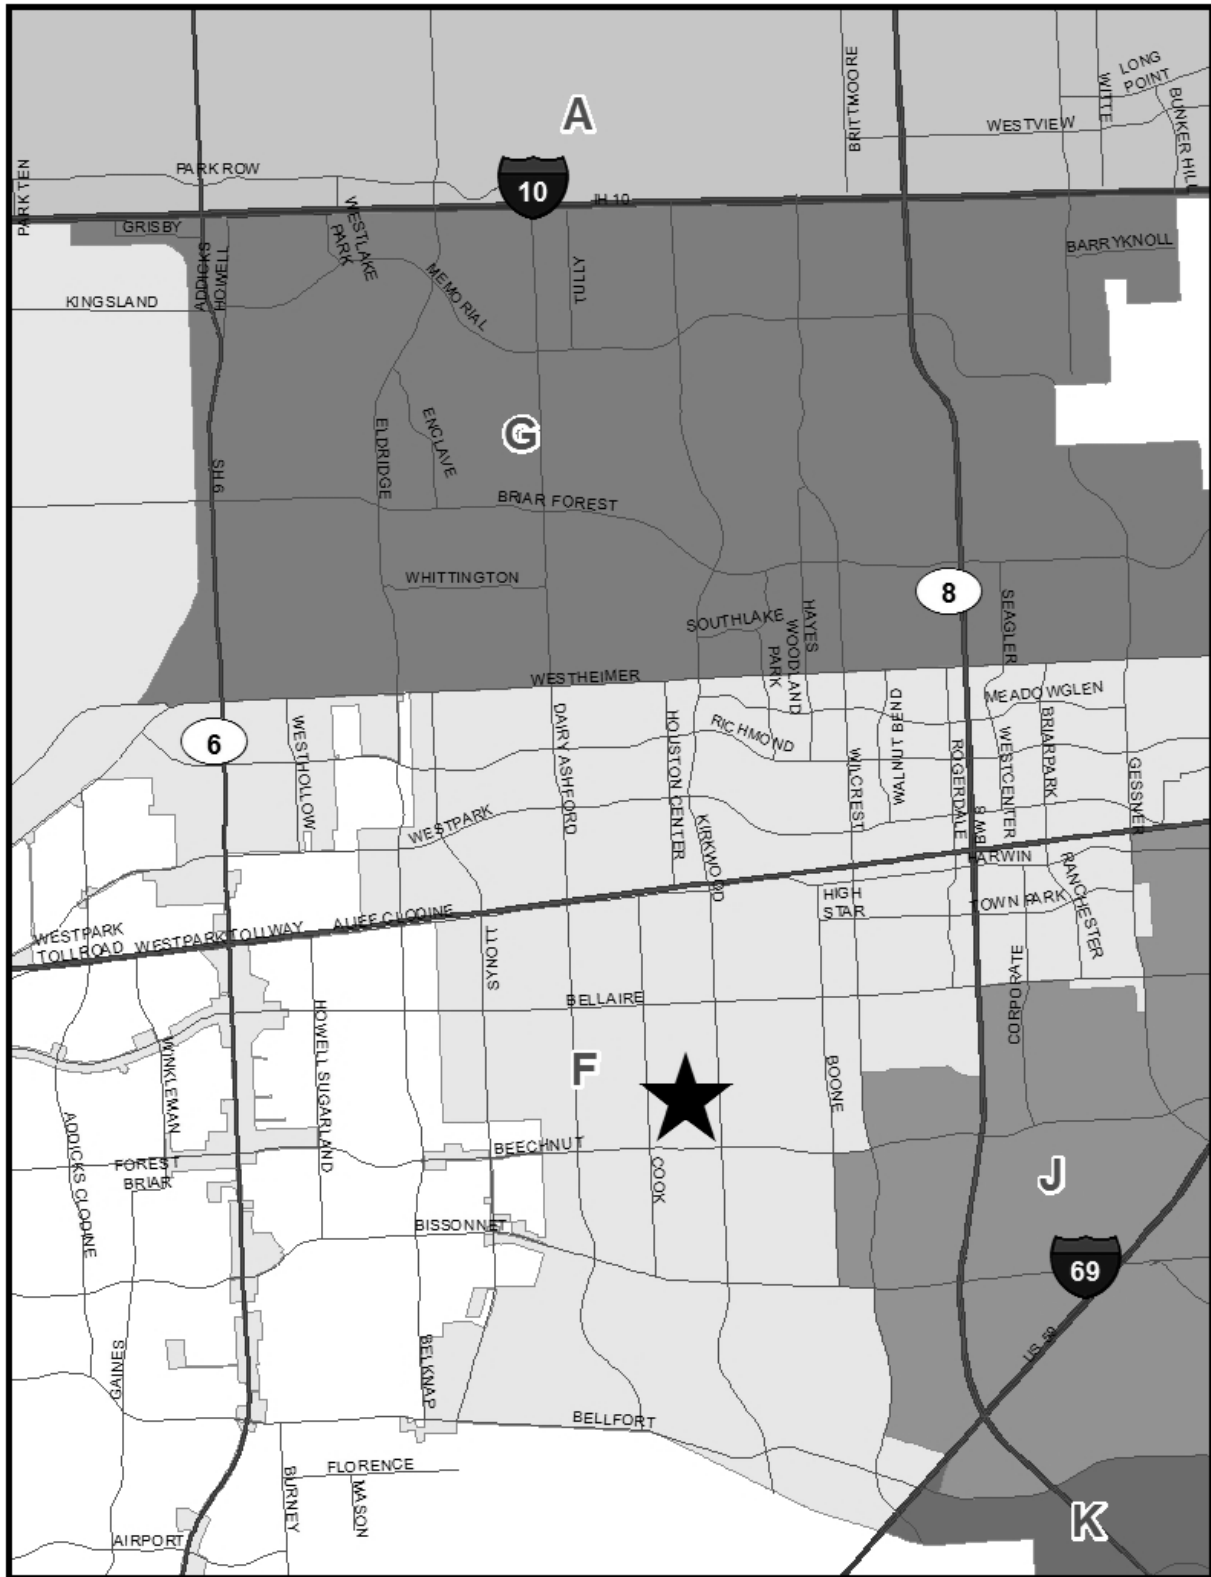 LONG
POINT
BRITTMOORE
WITTE
BUNKER HILL
A
WESTVIEW
PARK ROW
PARK TEN
10
IH 10
GRISBY
WESTLAKE
PARK
ADDICKS
HOWELL
BARRYKNOLL
TULLY
MEMORIAL
KINGSLAND
ENCLAVE
ELDRIDGE
G
SH 6
BRIAR FOREST
WHITTINGTON
8
SEAGLER
HAYES
SOUTHLAKE
WOODLAND
PARK
WESTHEIMER
MEADOWGLEN
BRIARPARK
WALNUT BEND
DAIRY ASHFORD
HOUSTON CENTER
RICHMOND
WESTHOLLOW
6
WESTCENTER
ROGERDALE
WILCREST
GESSNER
WESTPARK
KIRKWOOD
BW 8
HARWIN
RANCHESTER
HIGH
STAR
TOWN PARK
ALIEF CLODINE
WESTPARK TOLLWAY
WESTPARK
TOLLROAD
SYNOTT
CORPORATE
BELLAIRE
HOWELL SUGARLAND
WINKLEMAN
F
BOONE
ADDICKS CLODINE
BEECHNUT
FOREST
BRIAR
COOK
J
BISSONNET
69
US 59
GAINES
BELKNAP
BELLFORT
FLORENCE
MASON
BURNEY
AIRPORT
K